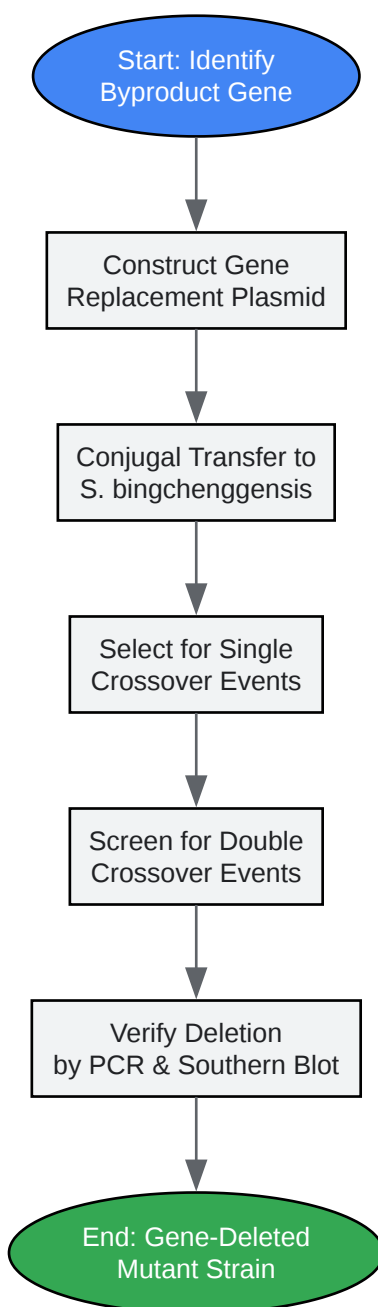 Start: Identify
Byproduct Gene
Construct Gene
Replacement Plasmid
Conjugal Transfer to
S. bingchenggensis
Select for Single
Crossover Events
Screen for Double
Crossover Events
Verify Deletion
by PCR & Southern Blot
End: Gene-Deleted
Mutant Strain